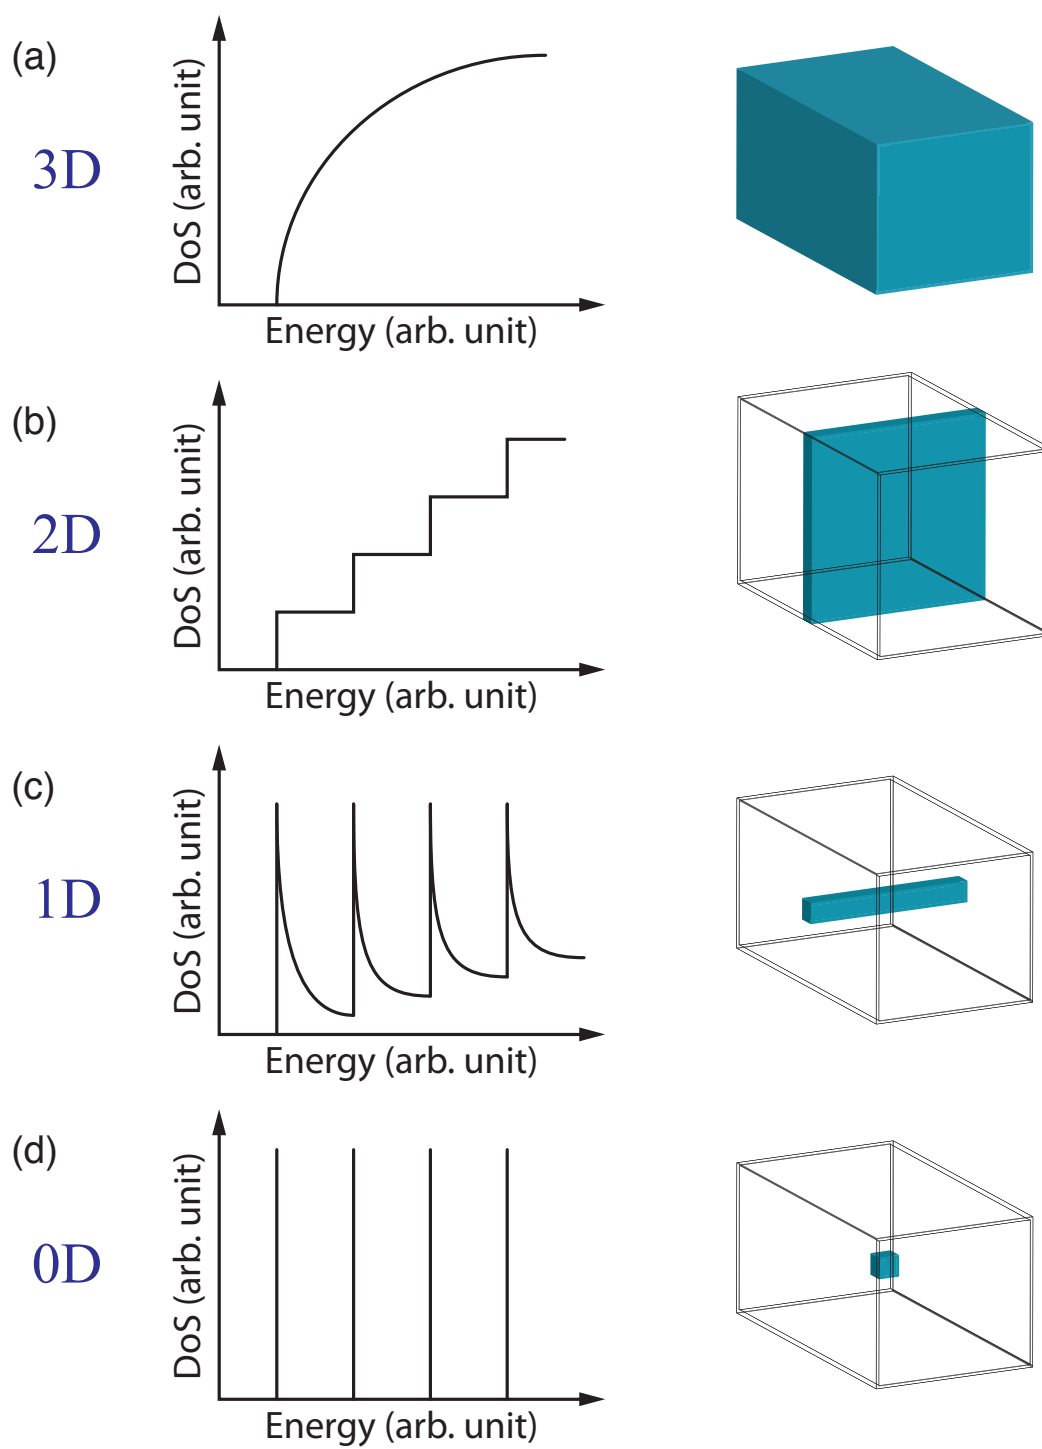 (a)
3D
DoS (arb. unit)
Energy (arb. unit)
(b)
2D
DoS (arb. unit)
Energy (arb. unit)
(c)
1D
DoS (arb. unit)
Energy (arb. unit)
(d)
0D
DoS (arb. unit)
Energy (arb. unit)